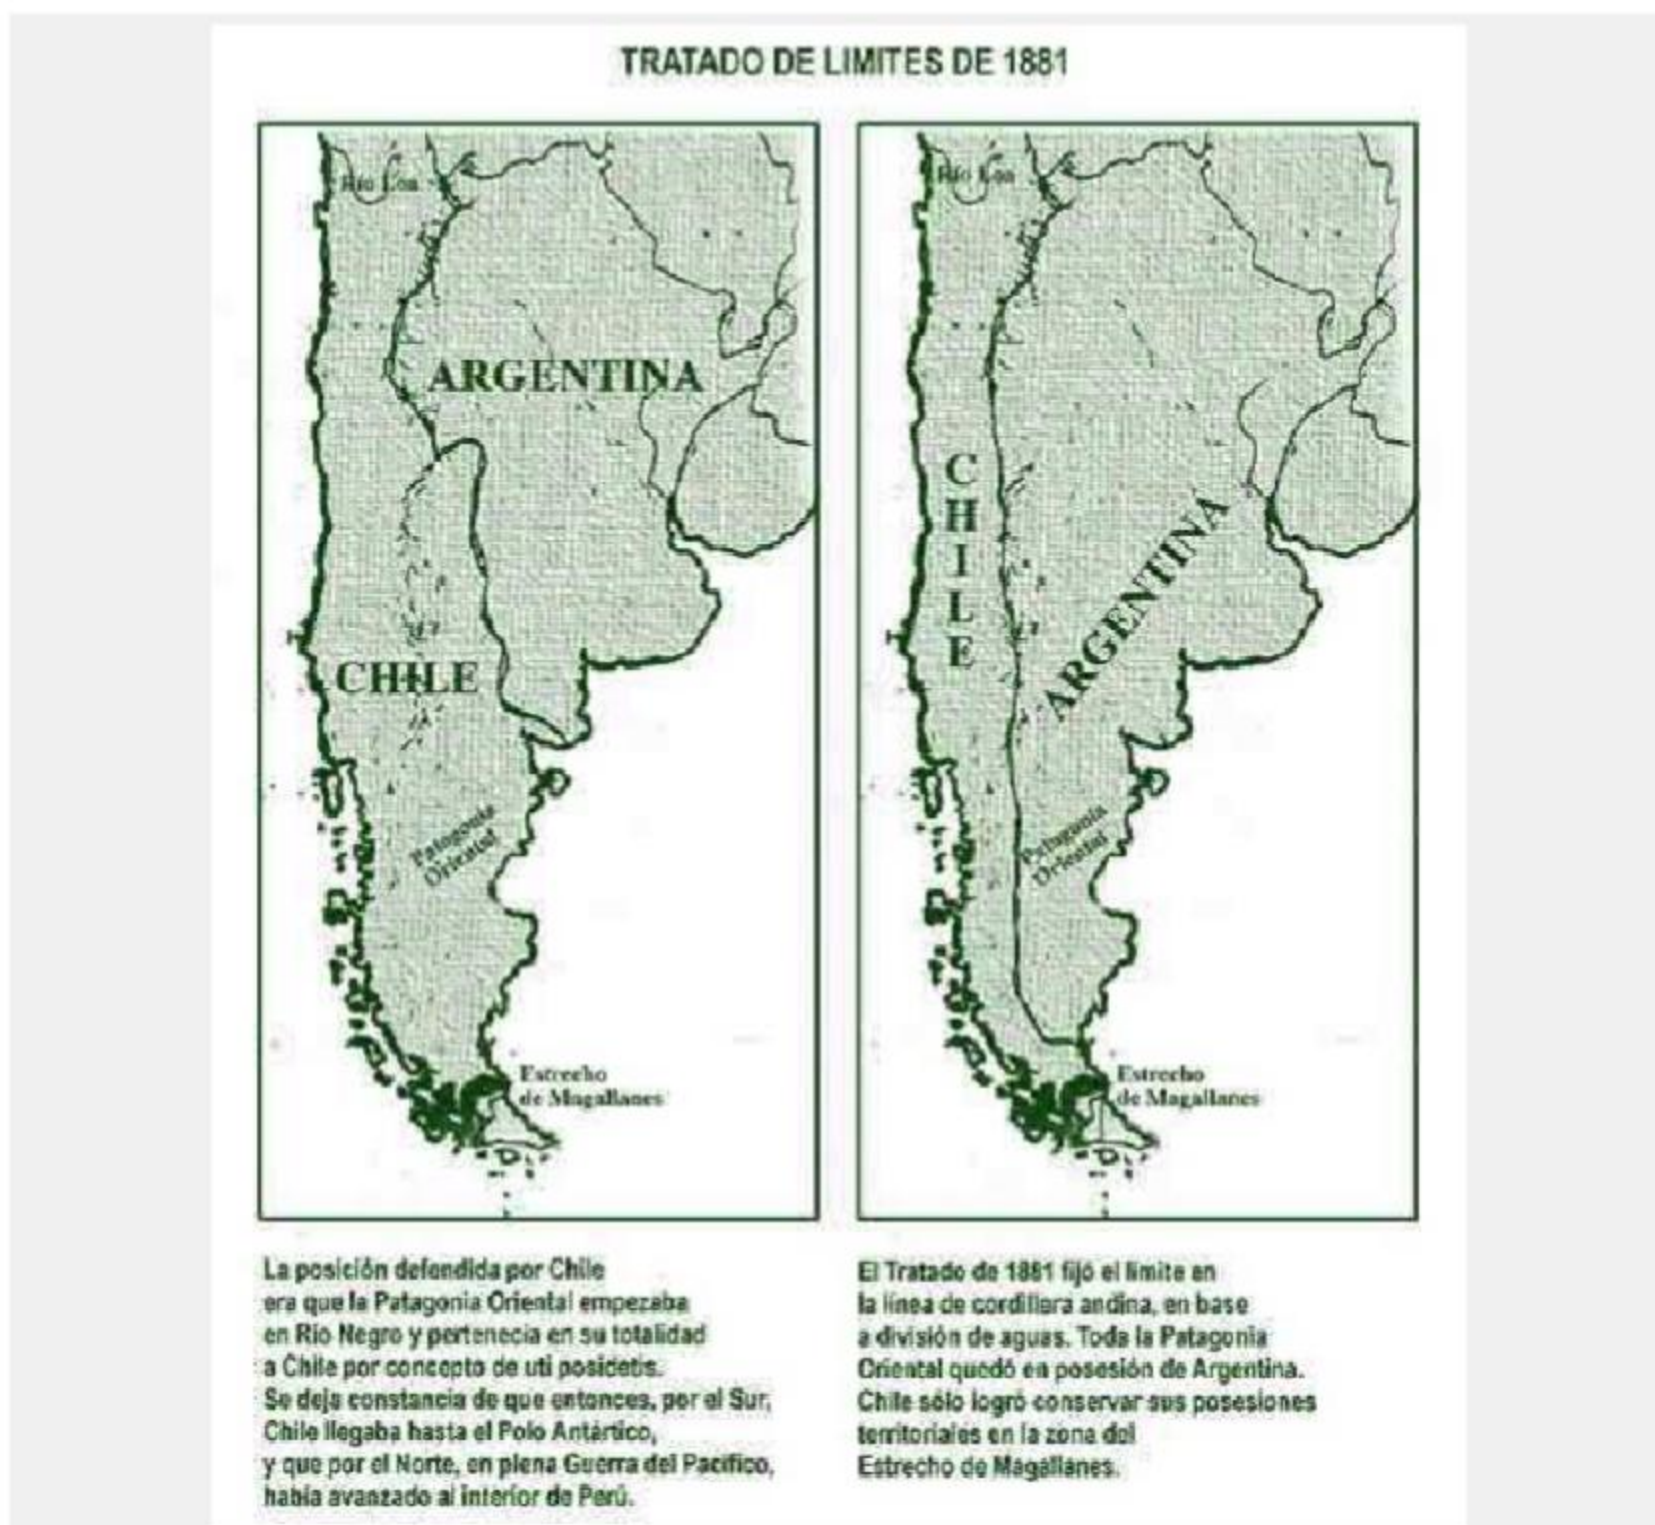 TRATADO DE LIMITES DE 1881
Río Loa
ARGENTINA
CHILE
Patagonia
Oriental
Estrecho
de Magallanes
La posición defendida por Chile
era que la Patagonia Oriental empezaba
en Río Negro y pertenecía en su totalidad
a Chile por concepto de uti posidetis.
Se deja constancia de que entonces, por el Sur,
Chile llegaba hasta el Polo Antártico,
y que por el Norte, en plena Guerra del Pacífico,
había avanzado al interior de Perú.
Río Loa
CHILE
ARGENTINA
Patagonia
Oriental
Estrecho
de Magallanes
El Tratado de 1881 fijó el límite en
la línea de cordillera andina, en base
a división de aguas. Toda la Patagonia
Oriental quedó en posesión de Argentina.
Chile sólo logró conservar sus posesiones
territoriales en la zona del
Estrecho de Magallanes.